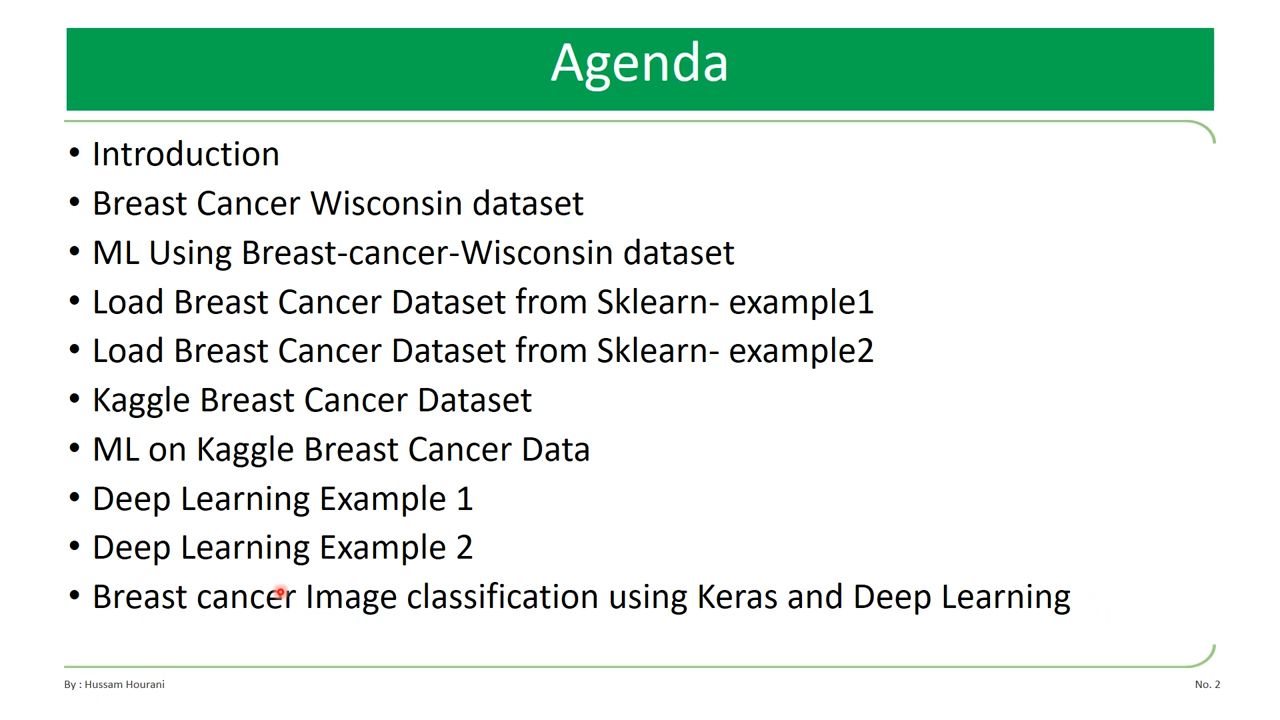 Agenda
• Introduction
• Breast Cancer Wisconsin dataset
• ML Using Breast-cancer-Wisconsin dataset
• Load Breast Cancer Dataset from Sklearn- example1
• Load Breast Cancer Dataset from Sklearn- example2
• Kaggle Breast Cancer Dataset
• ML on Kaggle Breast Cancer Data
• Deep Learning Example 1
• Deep Learning Example 2
• Breast cancer Image classification using Keras and Deep Learning
By : Hussam Hourani
No. 2